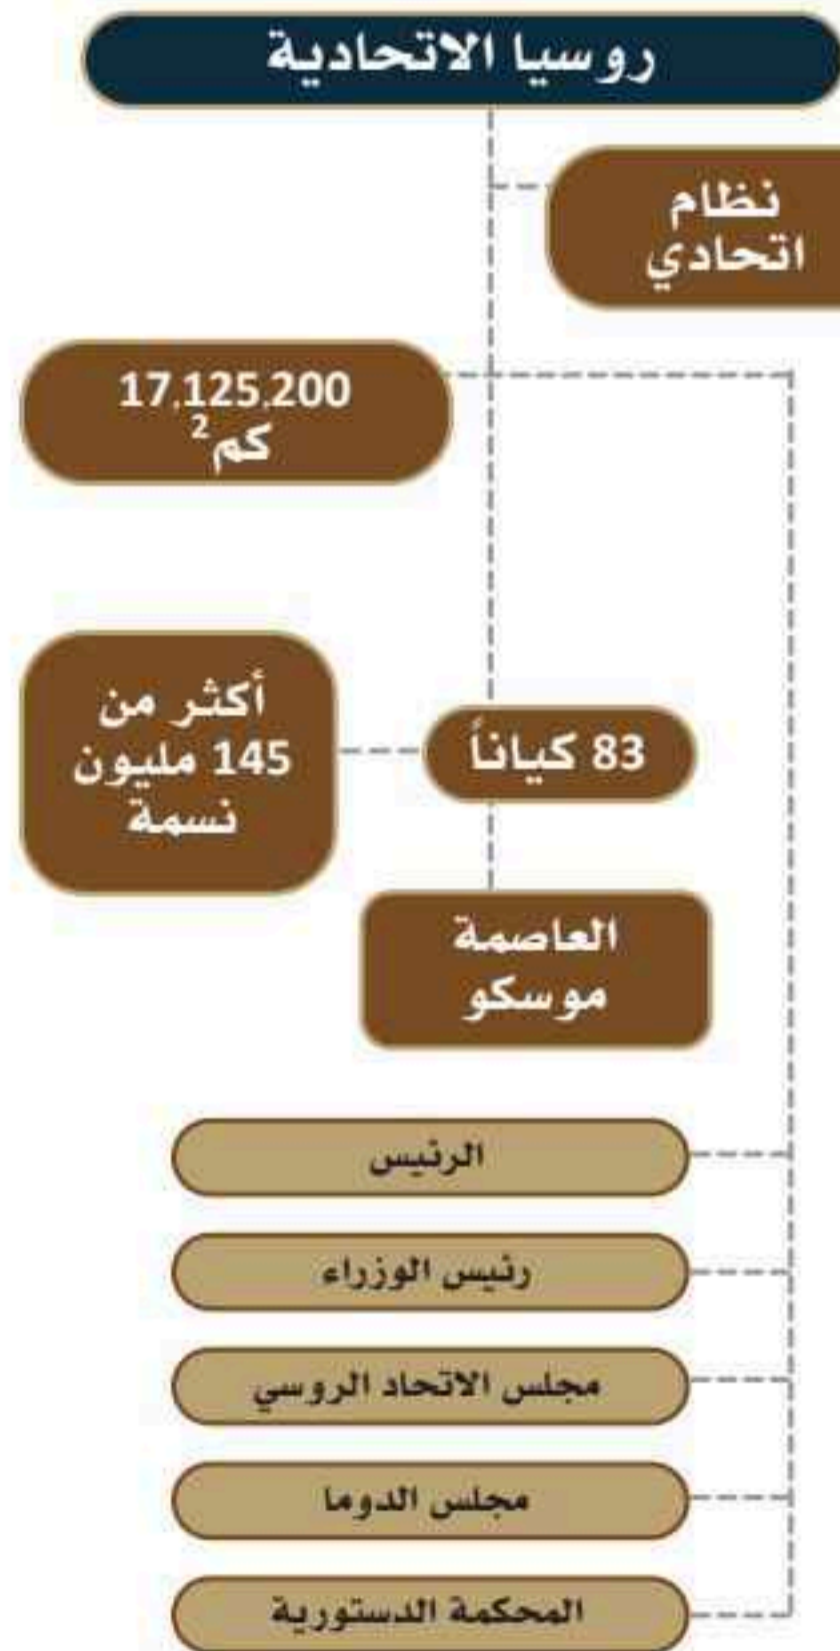 روسيا الاتحادية
نظام
اتحادي
17,125,200
كم²
أكثر من
145 مليون
نسمة
83 كياناً
العاصمة
موسكو
الرئيس
رئيس الوزراء
مجلس الاتحاد الروسي
مجلس الدوما
المحكمة الدستورية